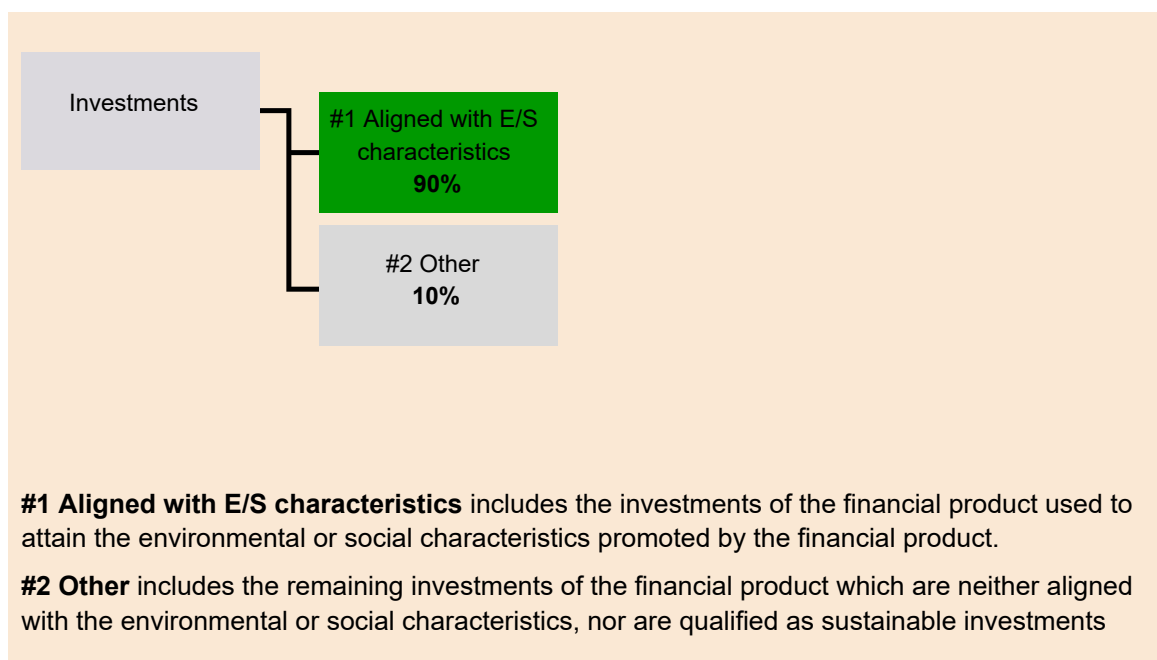 Investments
#1 Aligned with E/S
characteristics
90%
#2 Other
10%
#1 Aligned with E/S characteristics includes the investments of the financial product used to
attain the environmental or social characteristics promoted by the financial product.
#2 Other includes the remaining investments of the financial product which are neither aligned
with the environmental or social characteristics, nor are qualified as sustainable investments